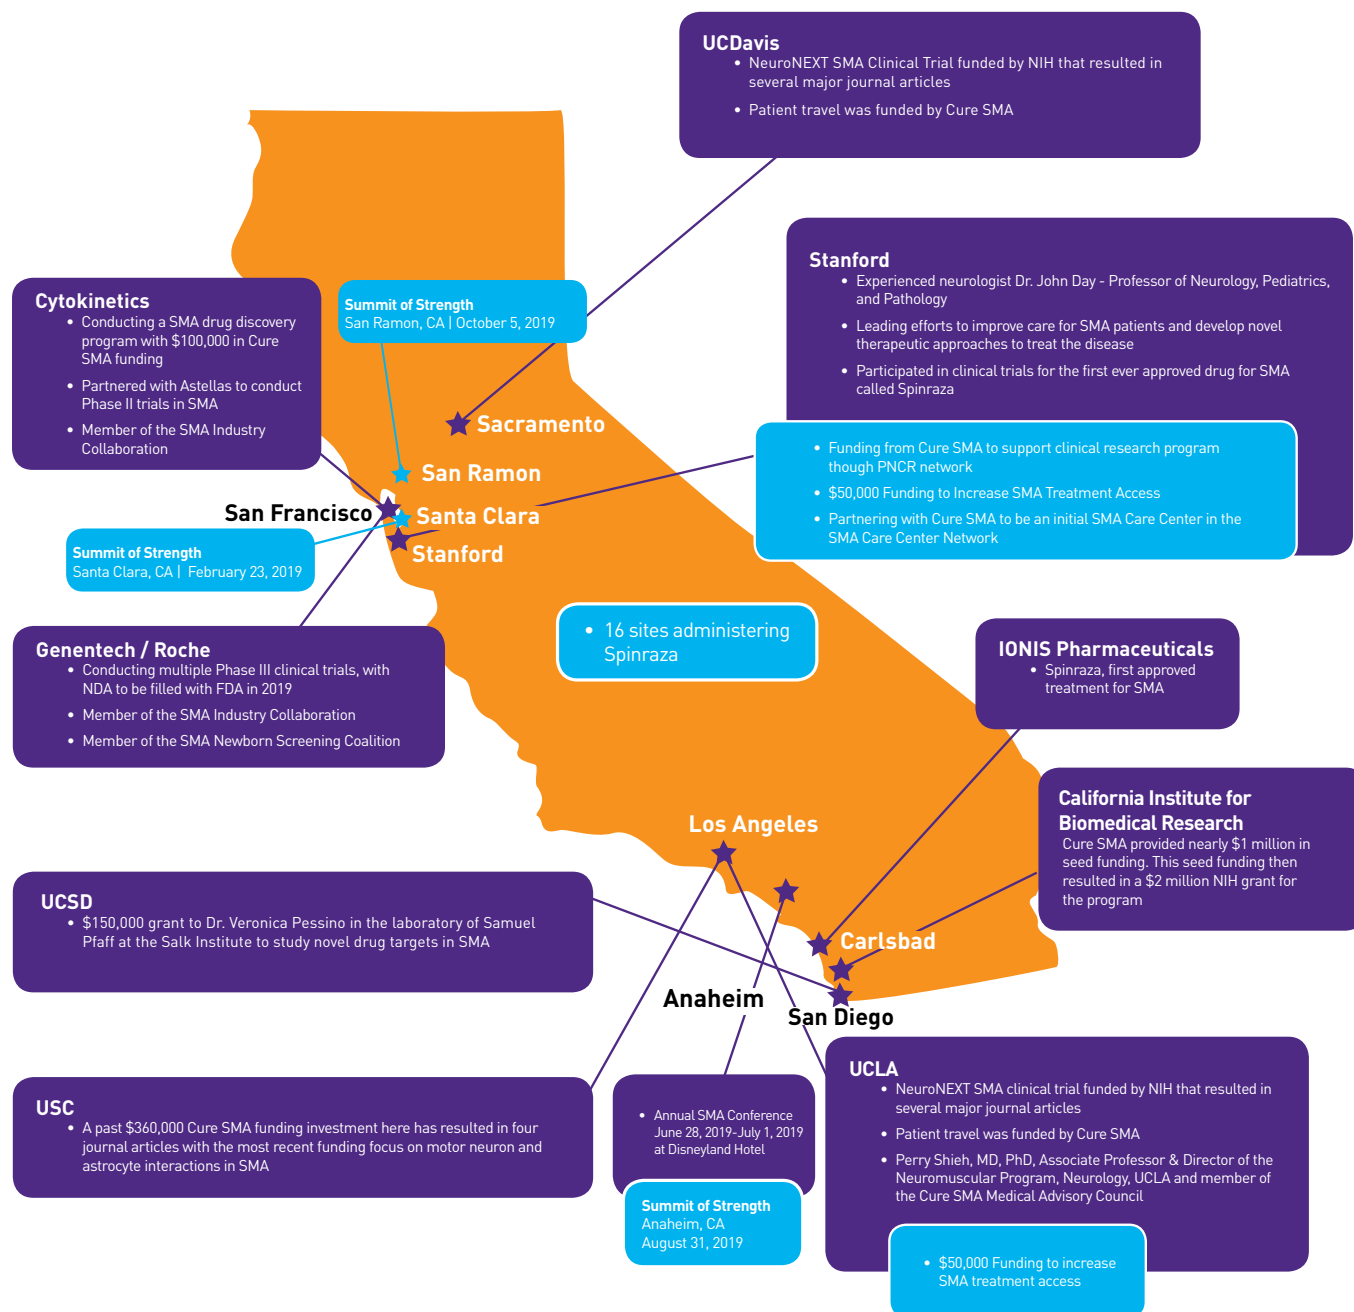 UCDavis
• NeuroNEXT SMA Clinical Trial funded by NIH that resulted in
several major journal articles
• Patient travel was funded by Cure SMA
Stanford
• Experienced neurologist Dr. John Day - Professor of Neurology, Pediatrics,
and Pathology
• Leading efforts to improve care for SMA patients and develop novel
therapeutic approaches to treat the disease
• Participated in clinical trials for the first ever approved drug for SMA
called Spinraza
• Funding from Cure SMA to support clinical research program
though PNCR network
• $50,000 Funding to Increase SMA Treatment Access
• Partnering with Cure SMA to be an initial SMA Care Center in the
SMA Care Center Network
Cytokinetics
• Conducting a SMA drug discovery
program with $100,000 in Cure
SMA funding
• Partnered with Astellas to conduct
Phase II trials in SMA
• Member of the SMA Industry
Collaboration
Summit of Strength
San Ramon, CA | October 5, 2019
Sacramento
San Ramon
San Francisco
Santa Clara
Stanford
Summit of Strength
Santa Clara, CA | February 23, 2019
• 16 sites administering
Spinraza
Genentech / Roche
• Conducting multiple Phase III clinical trials, with
NDA to be filled with FDA in 2019
• Member of the SMA Industry Collaboration
• Member of the SMA Newborn Screening Coalition
IONIS Pharmaceuticals
• Spinraza, first approved
treatment for SMA
California Institute for
Biomedical Research
Cure SMA provided nearly $1 million in
seed funding. This seed funding then
resulted in a $2 million NIH grant for
the program
Los Angeles
Carlsbad
Anaheim
San Diego
UCSD
• $150,000 grant to Dr. Veronica Pessino in the laboratory of Samuel
Pfaff at the Salk Institute to study novel drug targets in SMA
USC
• A past $360,000 Cure SMA funding investment here has resulted in four
journal articles with the most recent funding focus on motor neuron and
astrocyte interactions in SMA
• Annual SMA Conference
June 28, 2019-July 1, 2019
at Disneyland Hotel
Summit of Strength
Anaheim, CA
August 31, 2019
UCLA
• NeuroNEXT SMA clinical trial funded by NIH that resulted in
several major journal articles
• Patient travel was funded by Cure SMA
• Perry Shieh, MD, PhD, Associate Professor & Director of the
Neuromuscular Program, Neurology, UCLA and member of
the Cure SMA Medical Advisory Council
• $50,000 Funding to increase
SMA treatment access